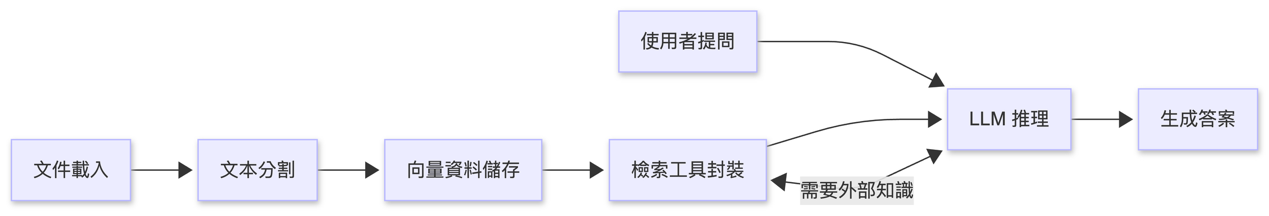 使用者提問
LLM 推理
生成答案
文件載入
文本分割
向量資料儲存
檢索工具封裝
需要外部知識